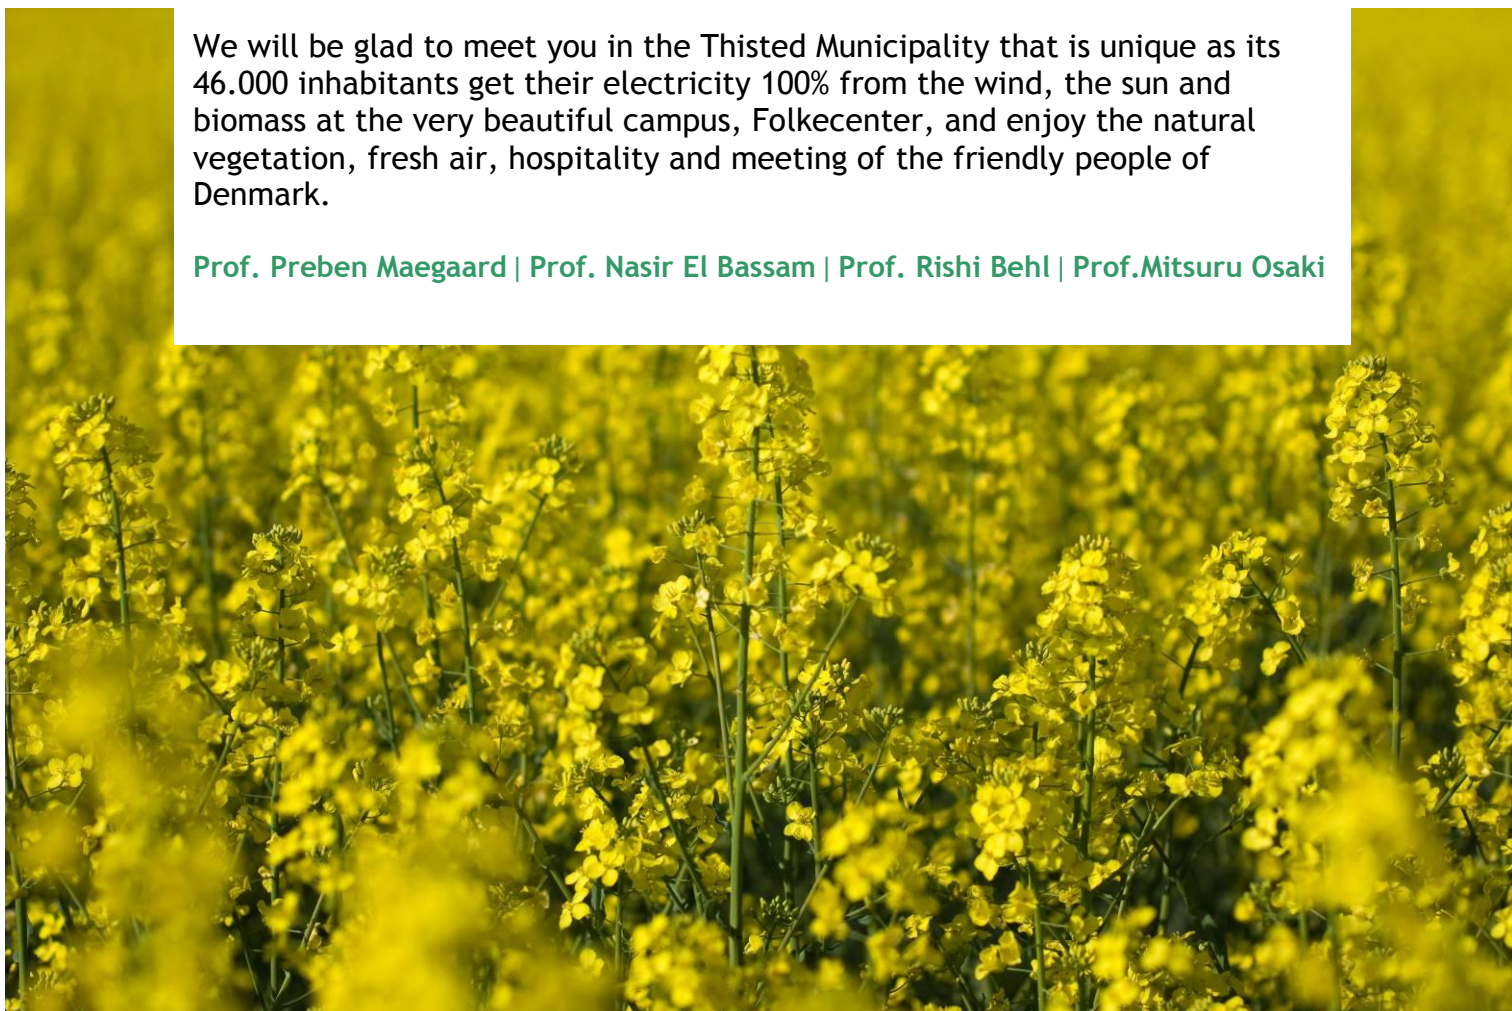 We will be glad to meet you in the Thisted Municipality that is unique as its
46.000 inhabitants get their electricity 100% from the wind, the sun and
biomass at the very beautiful campus, Folkecenter, and enjoy the natural
vegetation, fresh air, hospitality and meeting of the friendly people of
Denmark.
Prof. Preben Maegaard | Prof. Nasir El Bassam | Prof. Rishi Behl | Prof.Mitsuru Osaki